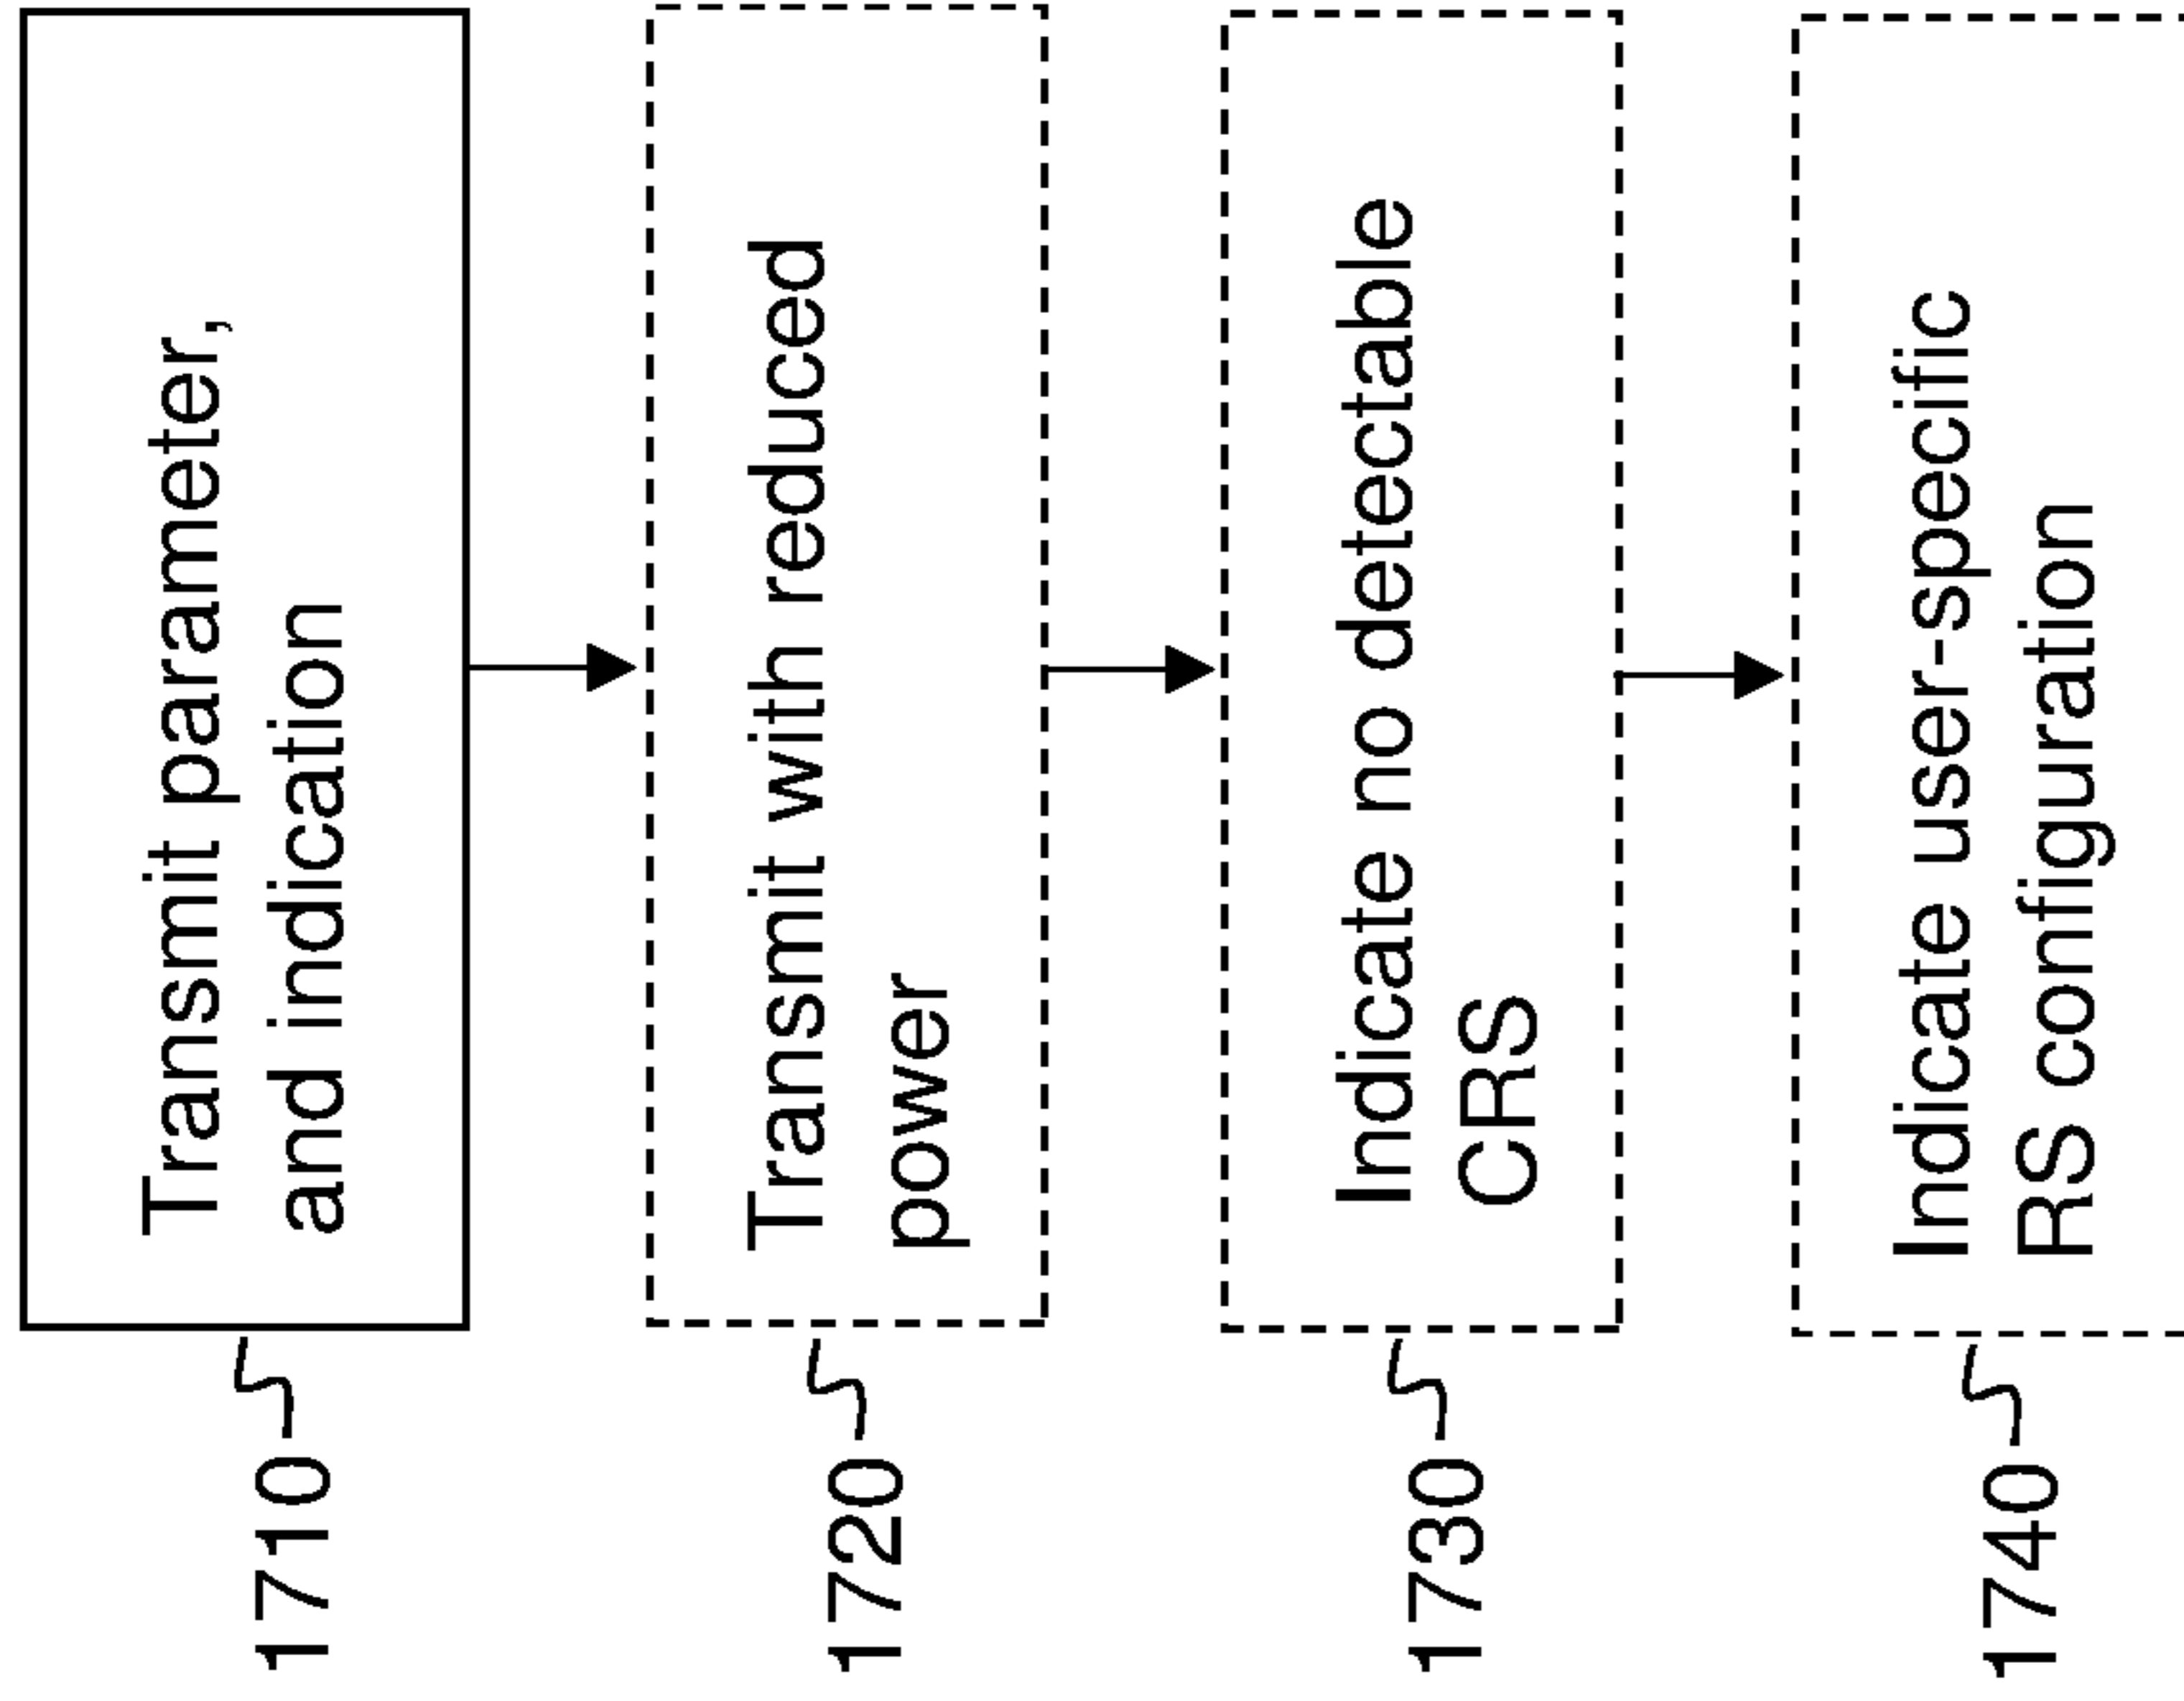 1710
Transmit parameter,
and indication
1720
Transmit with reduced
power
1730
Indicate no detectable
CRS
1740
Indicate user-specific
RS configuration